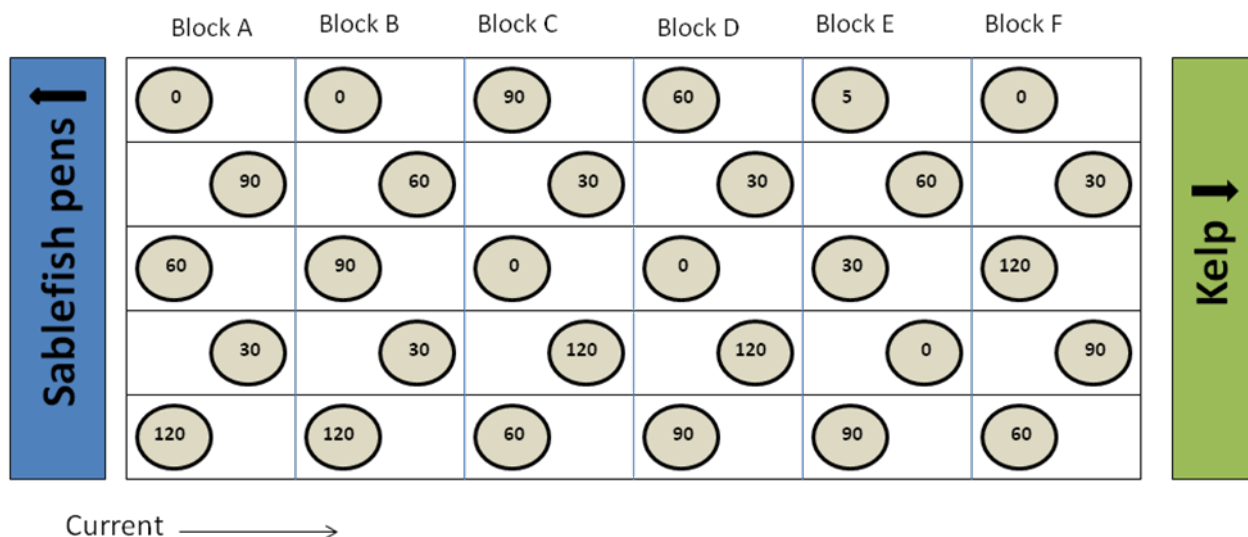 Block A Block B Block C Block D Block E Block F
0 0 90 60 5 0
90 60 30 30 60 30
60 90 0 0 30 120
30 30 120 120 0 90
120 120 60 90 90 60
Sablefish pens
Kelp
Current